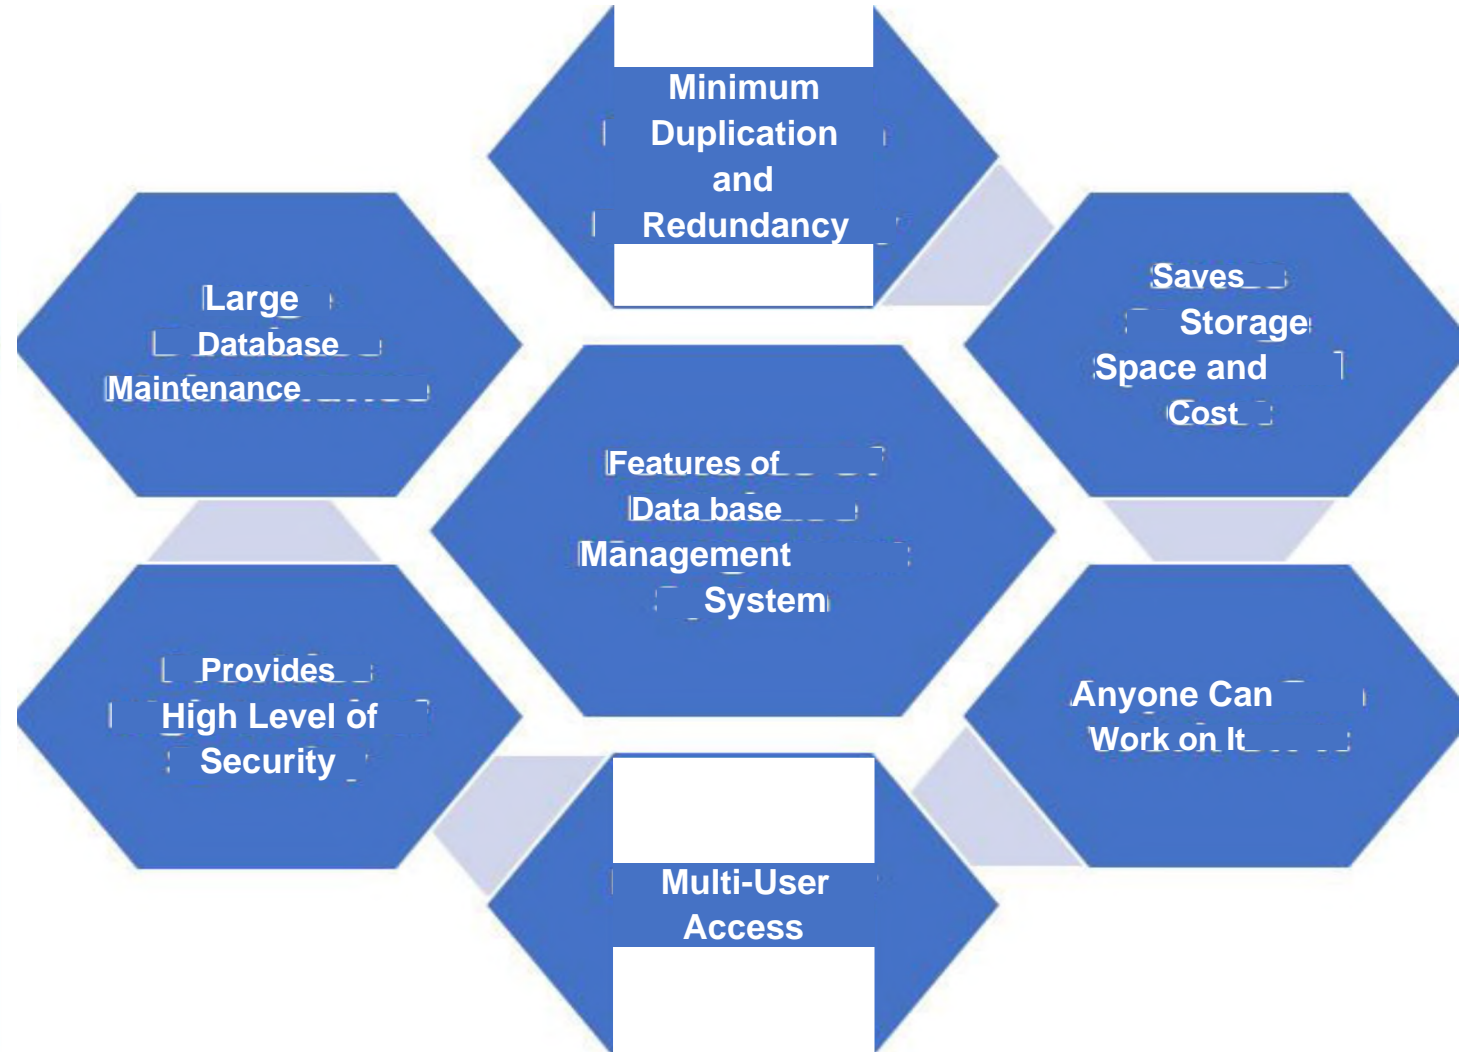 Minimum
Duplication
and
Redundancy
Saves
Storage
Space and
Cost
Large
Database
Maintenance
Features of
Data base
Management
System
Provides
High Level of
Security
Anyone Can
Work on It
Multi-User
Access